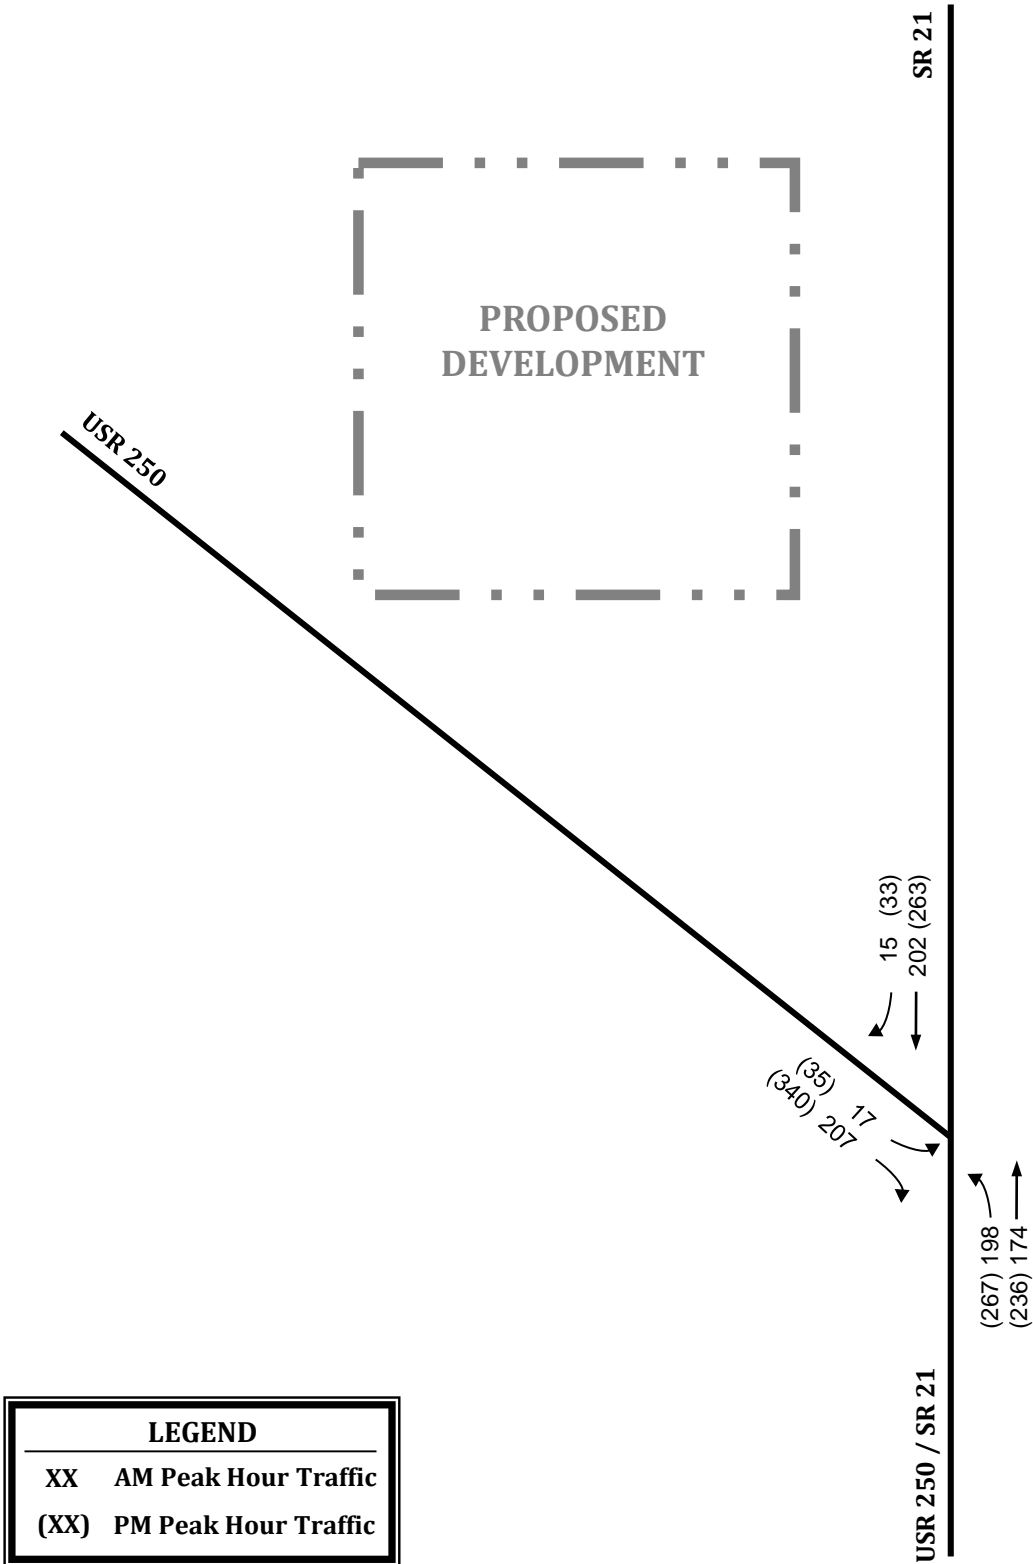 SR 21
PROPOSED
DEVELOPMENT
USR 250
15 (33)
202 (263)
(35) 17
(340) 207
(267) 198
(236) 174
USR 250 / SR 21
LEGEND
XX AM Peak Hour Traffic
(XX) PM Peak Hour Traffic